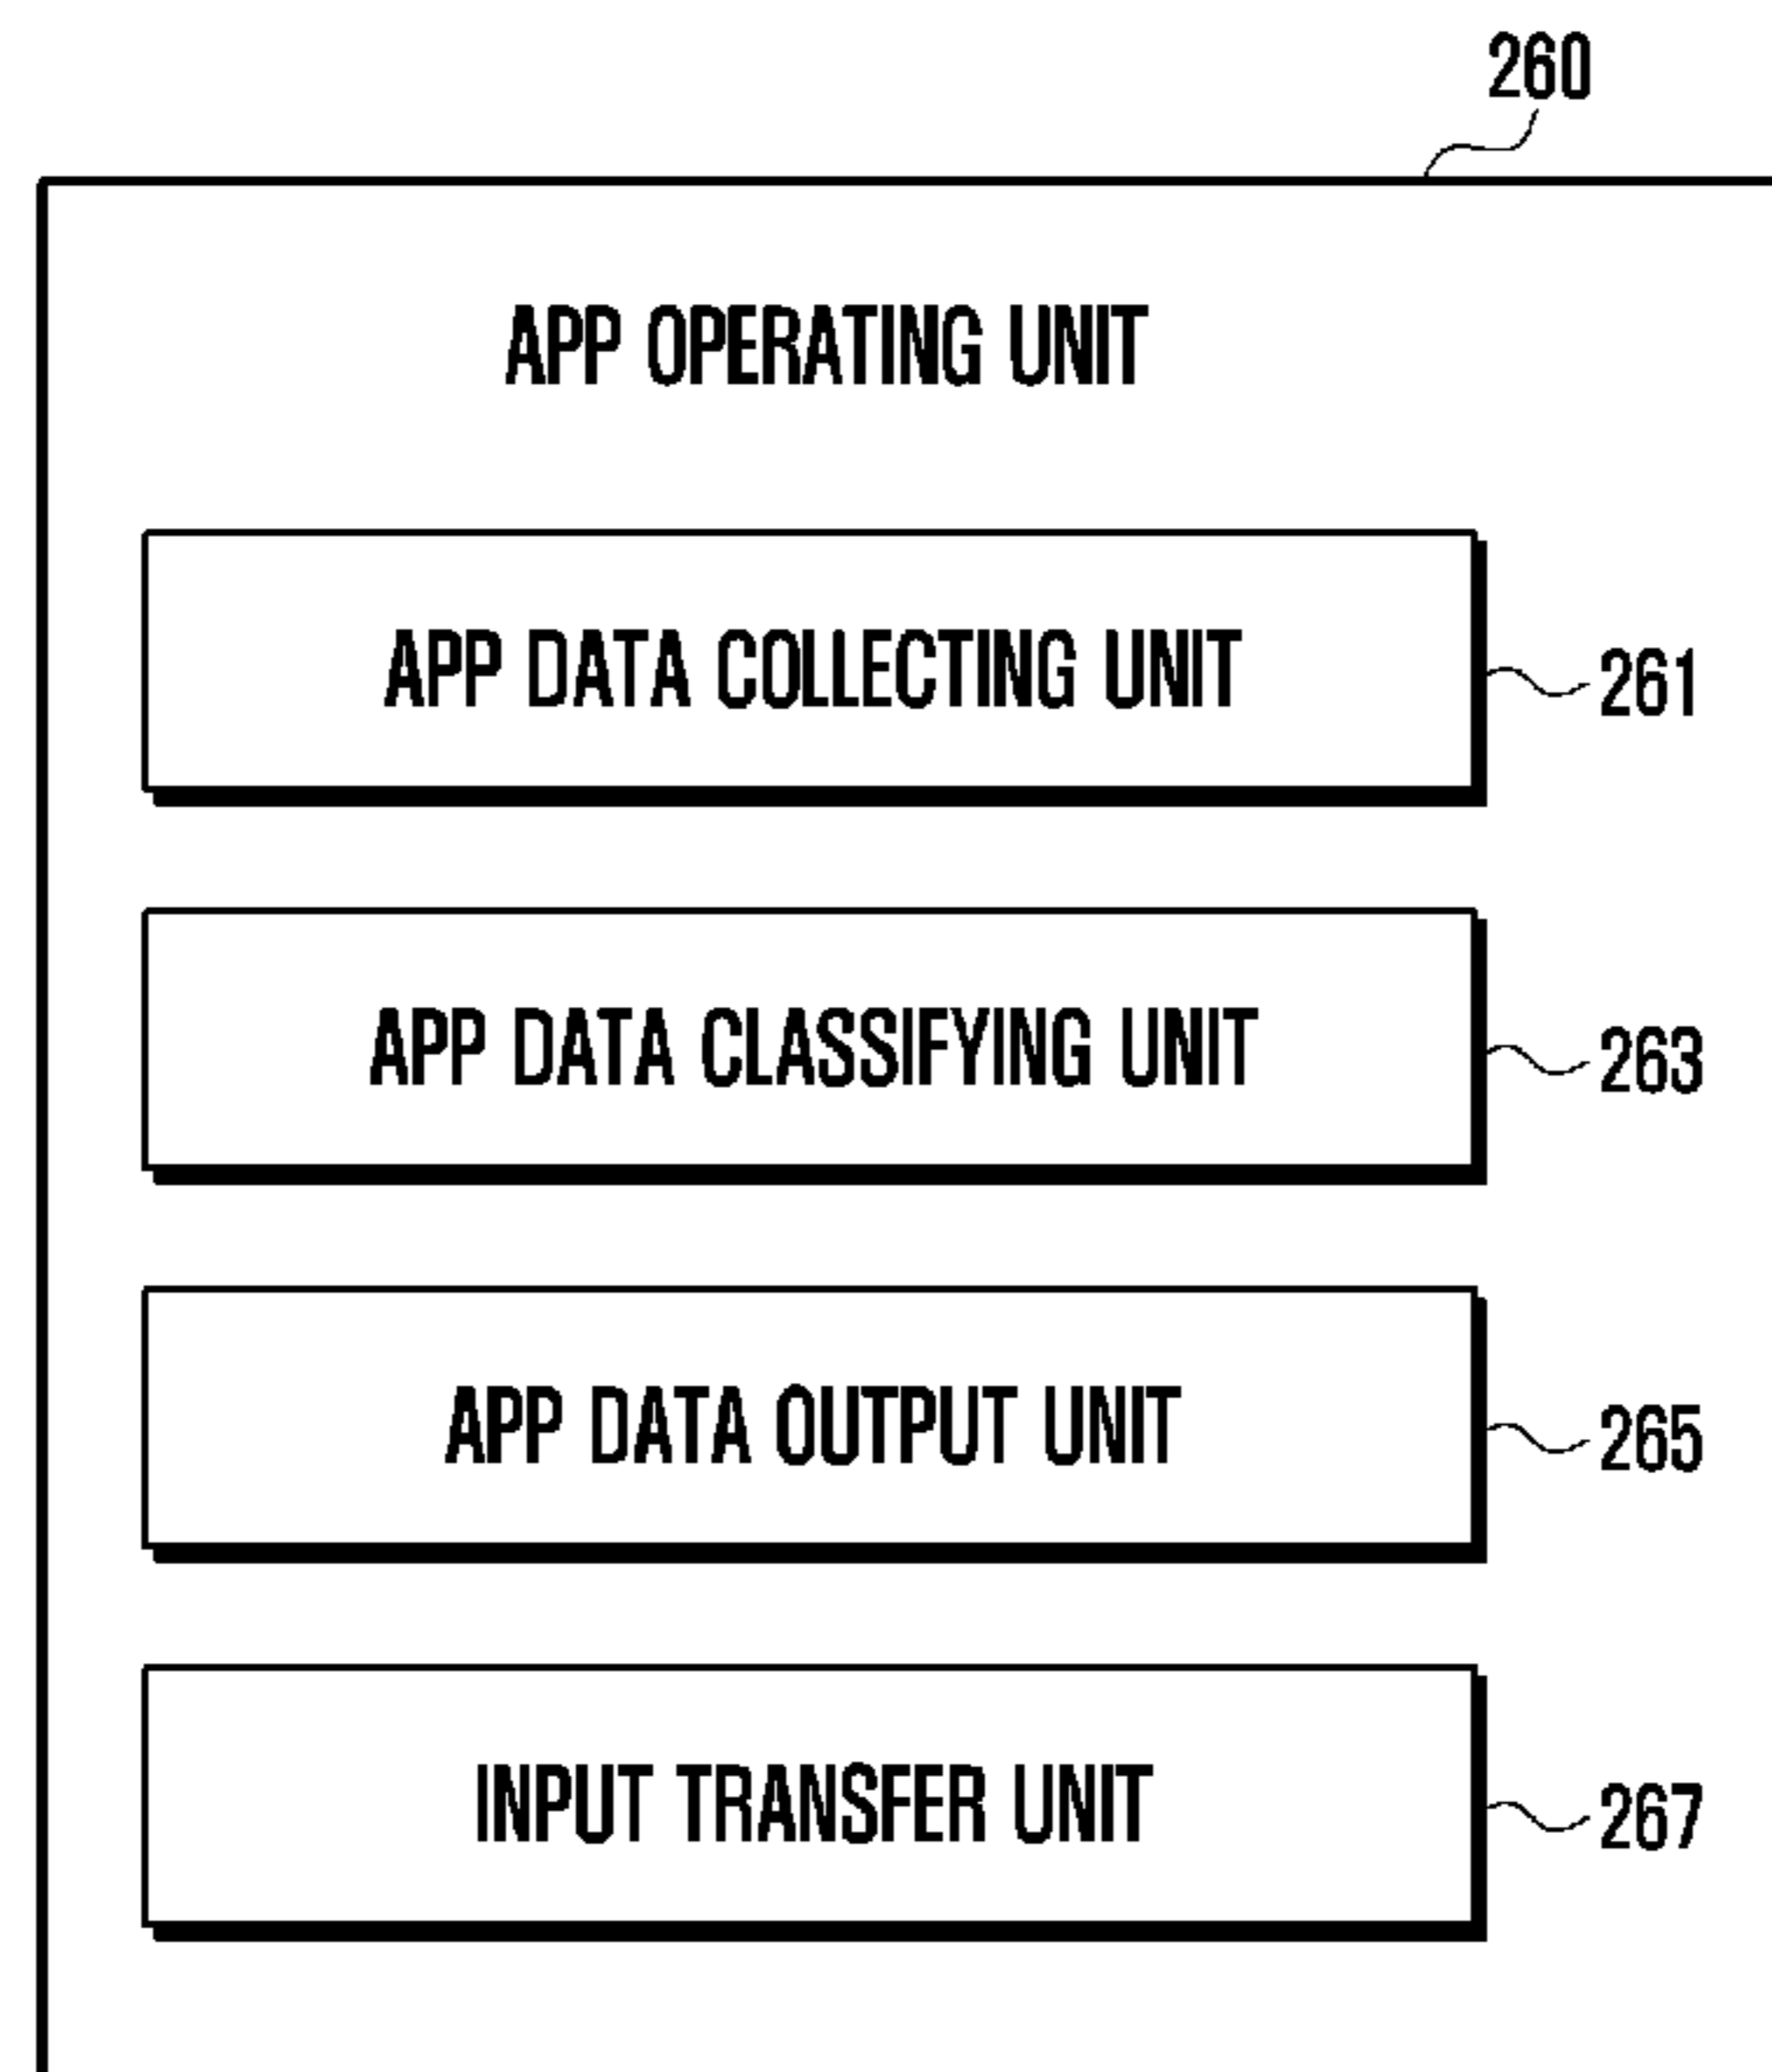 260
APP OPERATING UNIT
APP DATA COLLECTING UNIT
261
APP DATA CLASSIFYING UNIT
263
APP DATA OUTPUT UNIT
265
INPUT TRANSFER UNIT
267